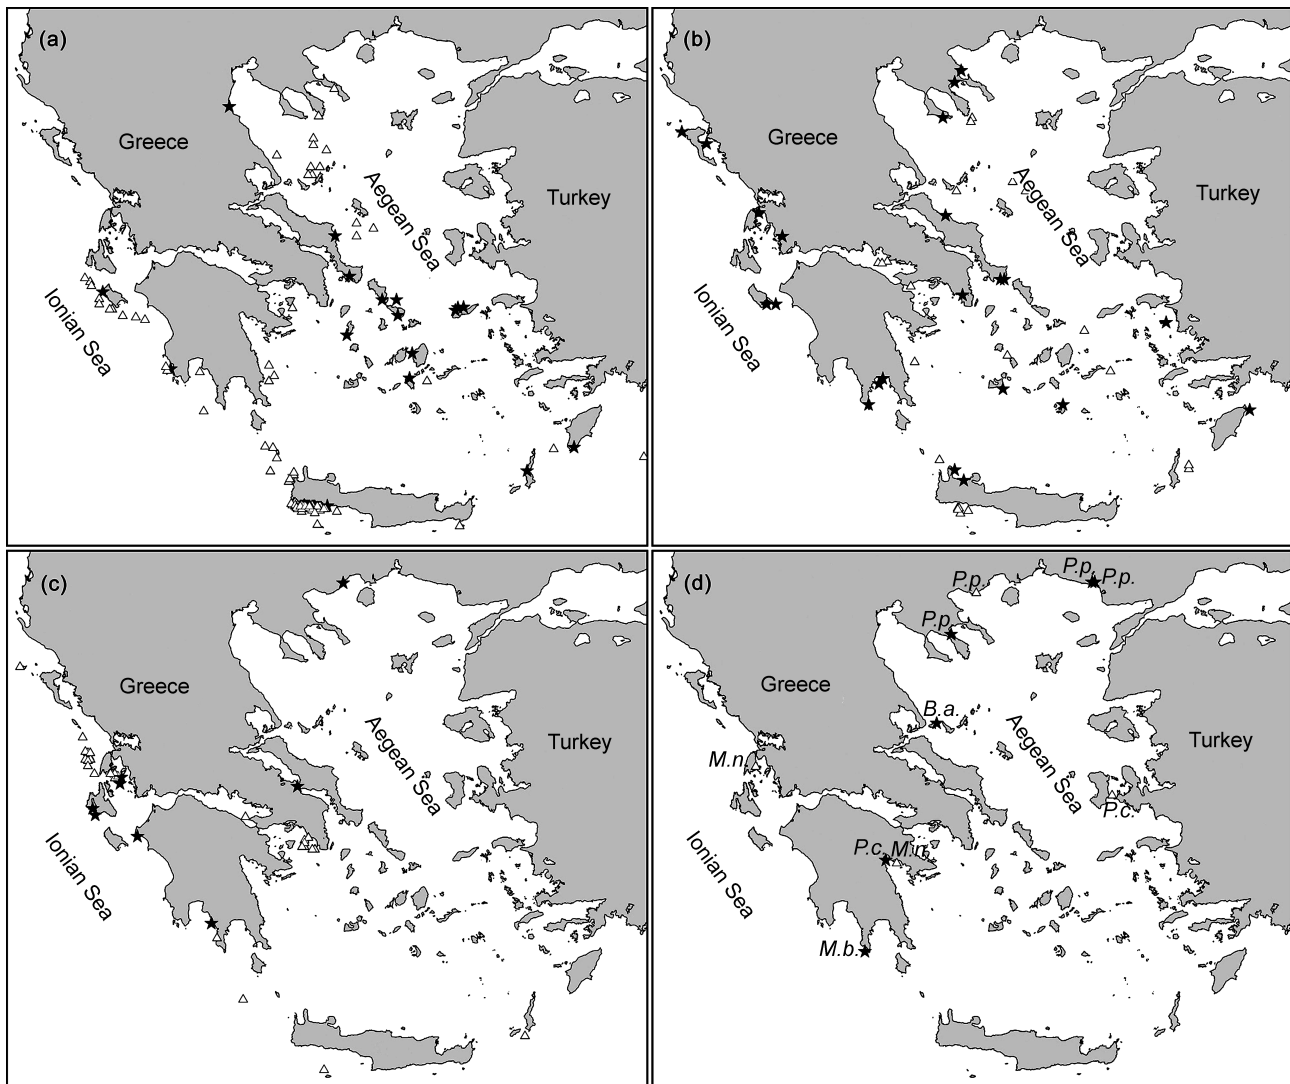 (a)
Greece
Aegean Sea
Turkey
Ionian Sea
(b)
Greece
Aegean Sea
Turkey
Ionian Sea
(c)
Greece
Aegean Sea
Turkey
Ionian Sea
(d)
P.p. P.p. P.p.
P.p.
Greece
B.a.
Aegean Sea
Turkey
M.n.
P.c.
Ionian Sea
P.c. M.n.
M.b.